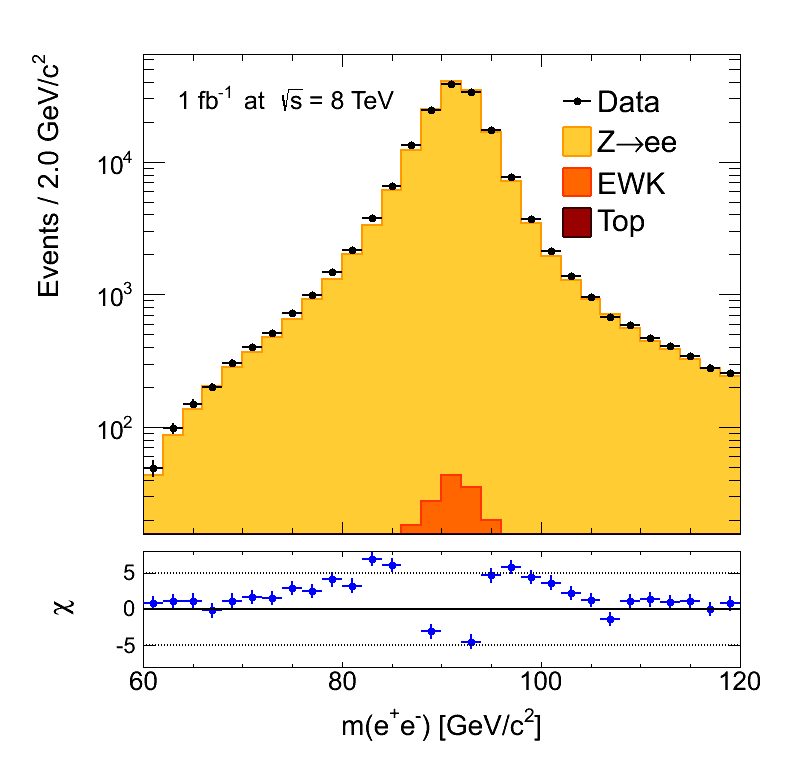 Events / 2.0 GeV/c²
10⁴
10³
10²
1 fb⁻¹ at √s = 8 TeV
Data
Z→ee
EWK
Top
χ
5
0
-5
60 80 100 120
m(e⁺e⁻) [GeV/c²]